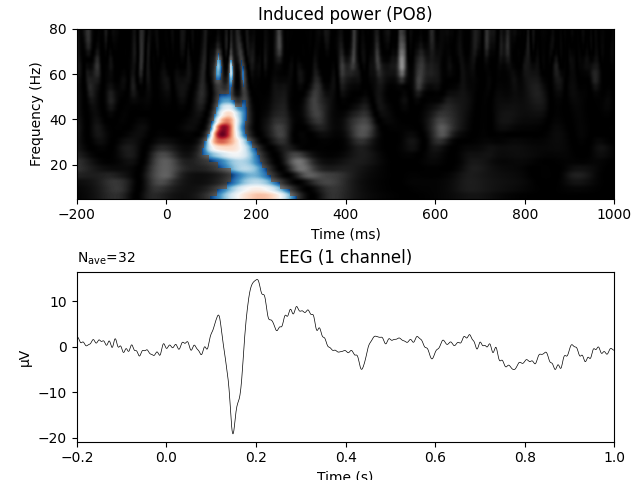 Induced power (PO8)
80
60
40
20
Frequency (Hz)
−200 0 200 400 600 800 1000
Time (ms)
Nave=32 EEG (1 channel)
10
0
−10
−20
µV
−0.2 0.0 0.2 0.4 0.6 0.8 1.0
Time (s)